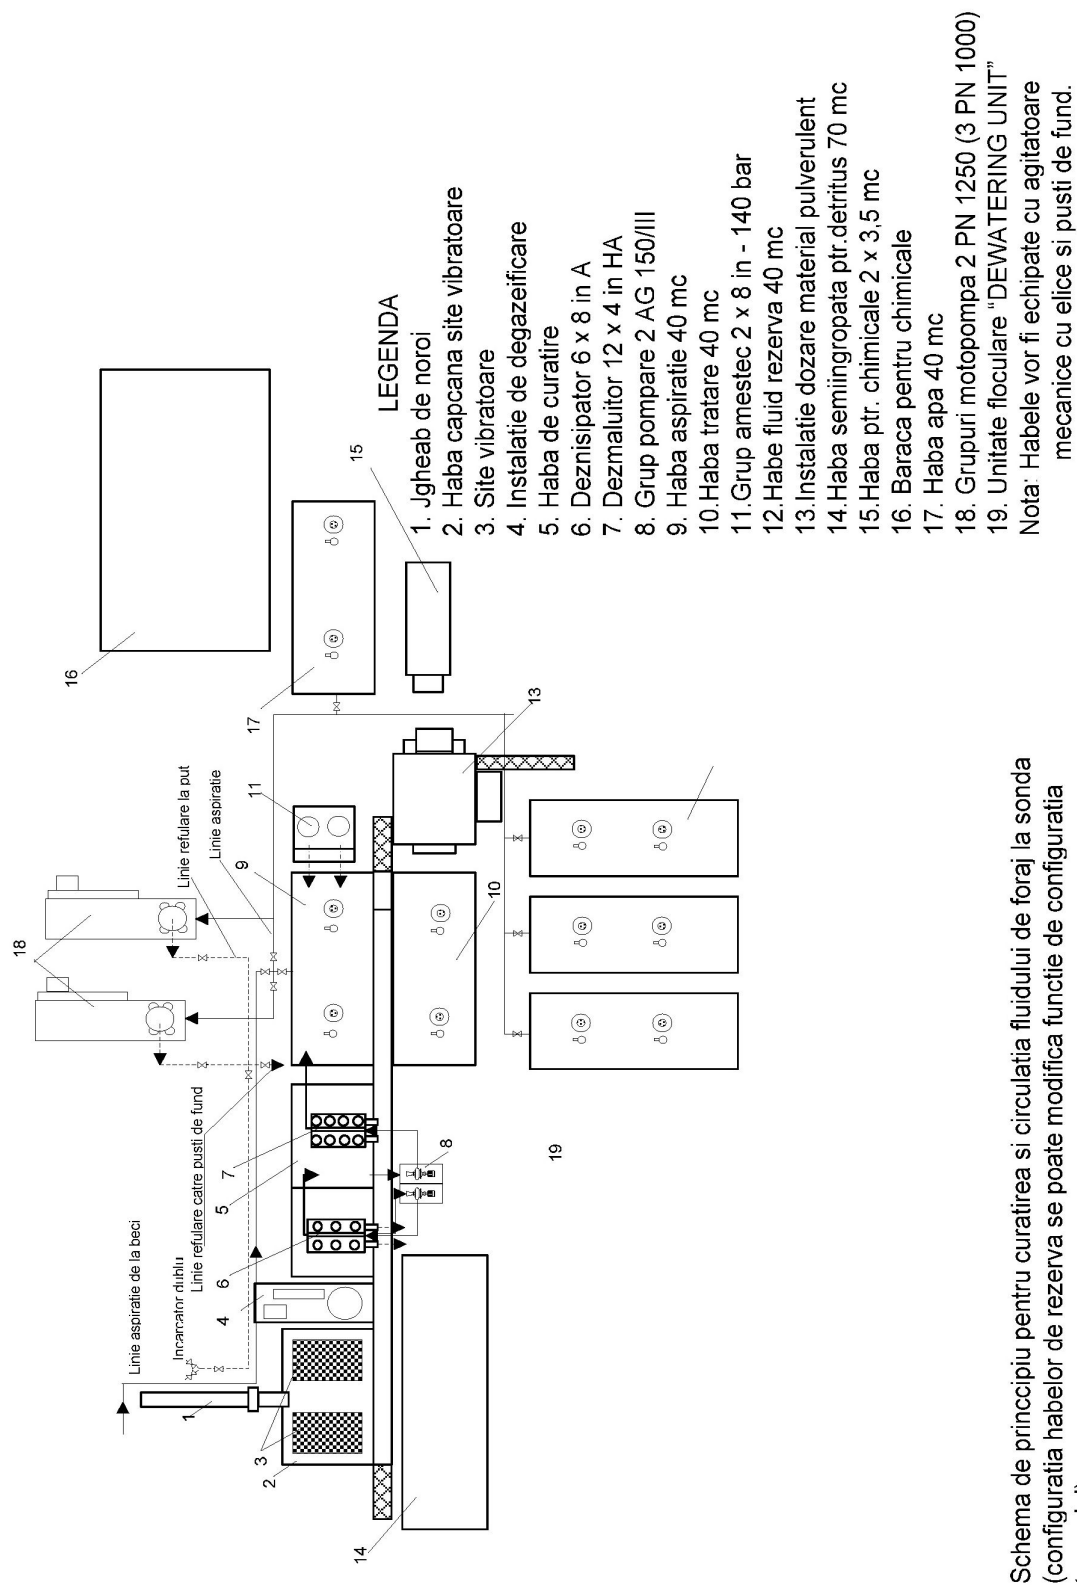 16
15
17
18
Linie refulare la put
Linie aspiratie
11
9
13
10
Linie refulare catre pusti de fund
Linie aspiratie de la beci
Incarcator dublu
7
5
6
4
8
19
1
3
2
14
LEGENDA
1. Jgheab de noroi
2. Haba capcana site vibratoare
3. Site vibratoare
4. Instalatie de degazeificare
5. Haba de curatire
6. Deznisipator 6 x 8 in A
7. Dezmaluitor 12 x 4 in HA
8. Grup pompare 2 AG 150/III
9. Haba aspiratie 40 mc
10.Haba tratare 40 mc
11.Grup amestec 2 x 8 in - 140 bar
12.Habe fluid rezerva 40 mc
13.Instalatie dozare material pulverulent
14.Haba semiingropata ptr.detritus 70 mc
15.Haba ptr. chimicale 2 x 3,5 mc
16. Baraca pentru chimicale
17. Haba apa 40 mc
18. Grupuri motopompa 2 PN 1250 (3 PN 1000)
19. Unitate floculare “DEWATERING UNIT”
Nota: Habele vor fi echipate cu agitatoare
mecanice cu elice si pusti de fund.
Schema de princcipiu pentru curatirea si circulatia fluidului de foraj la sonda
(configuratia habelor de rezerva se poate modifica functie de configuratia